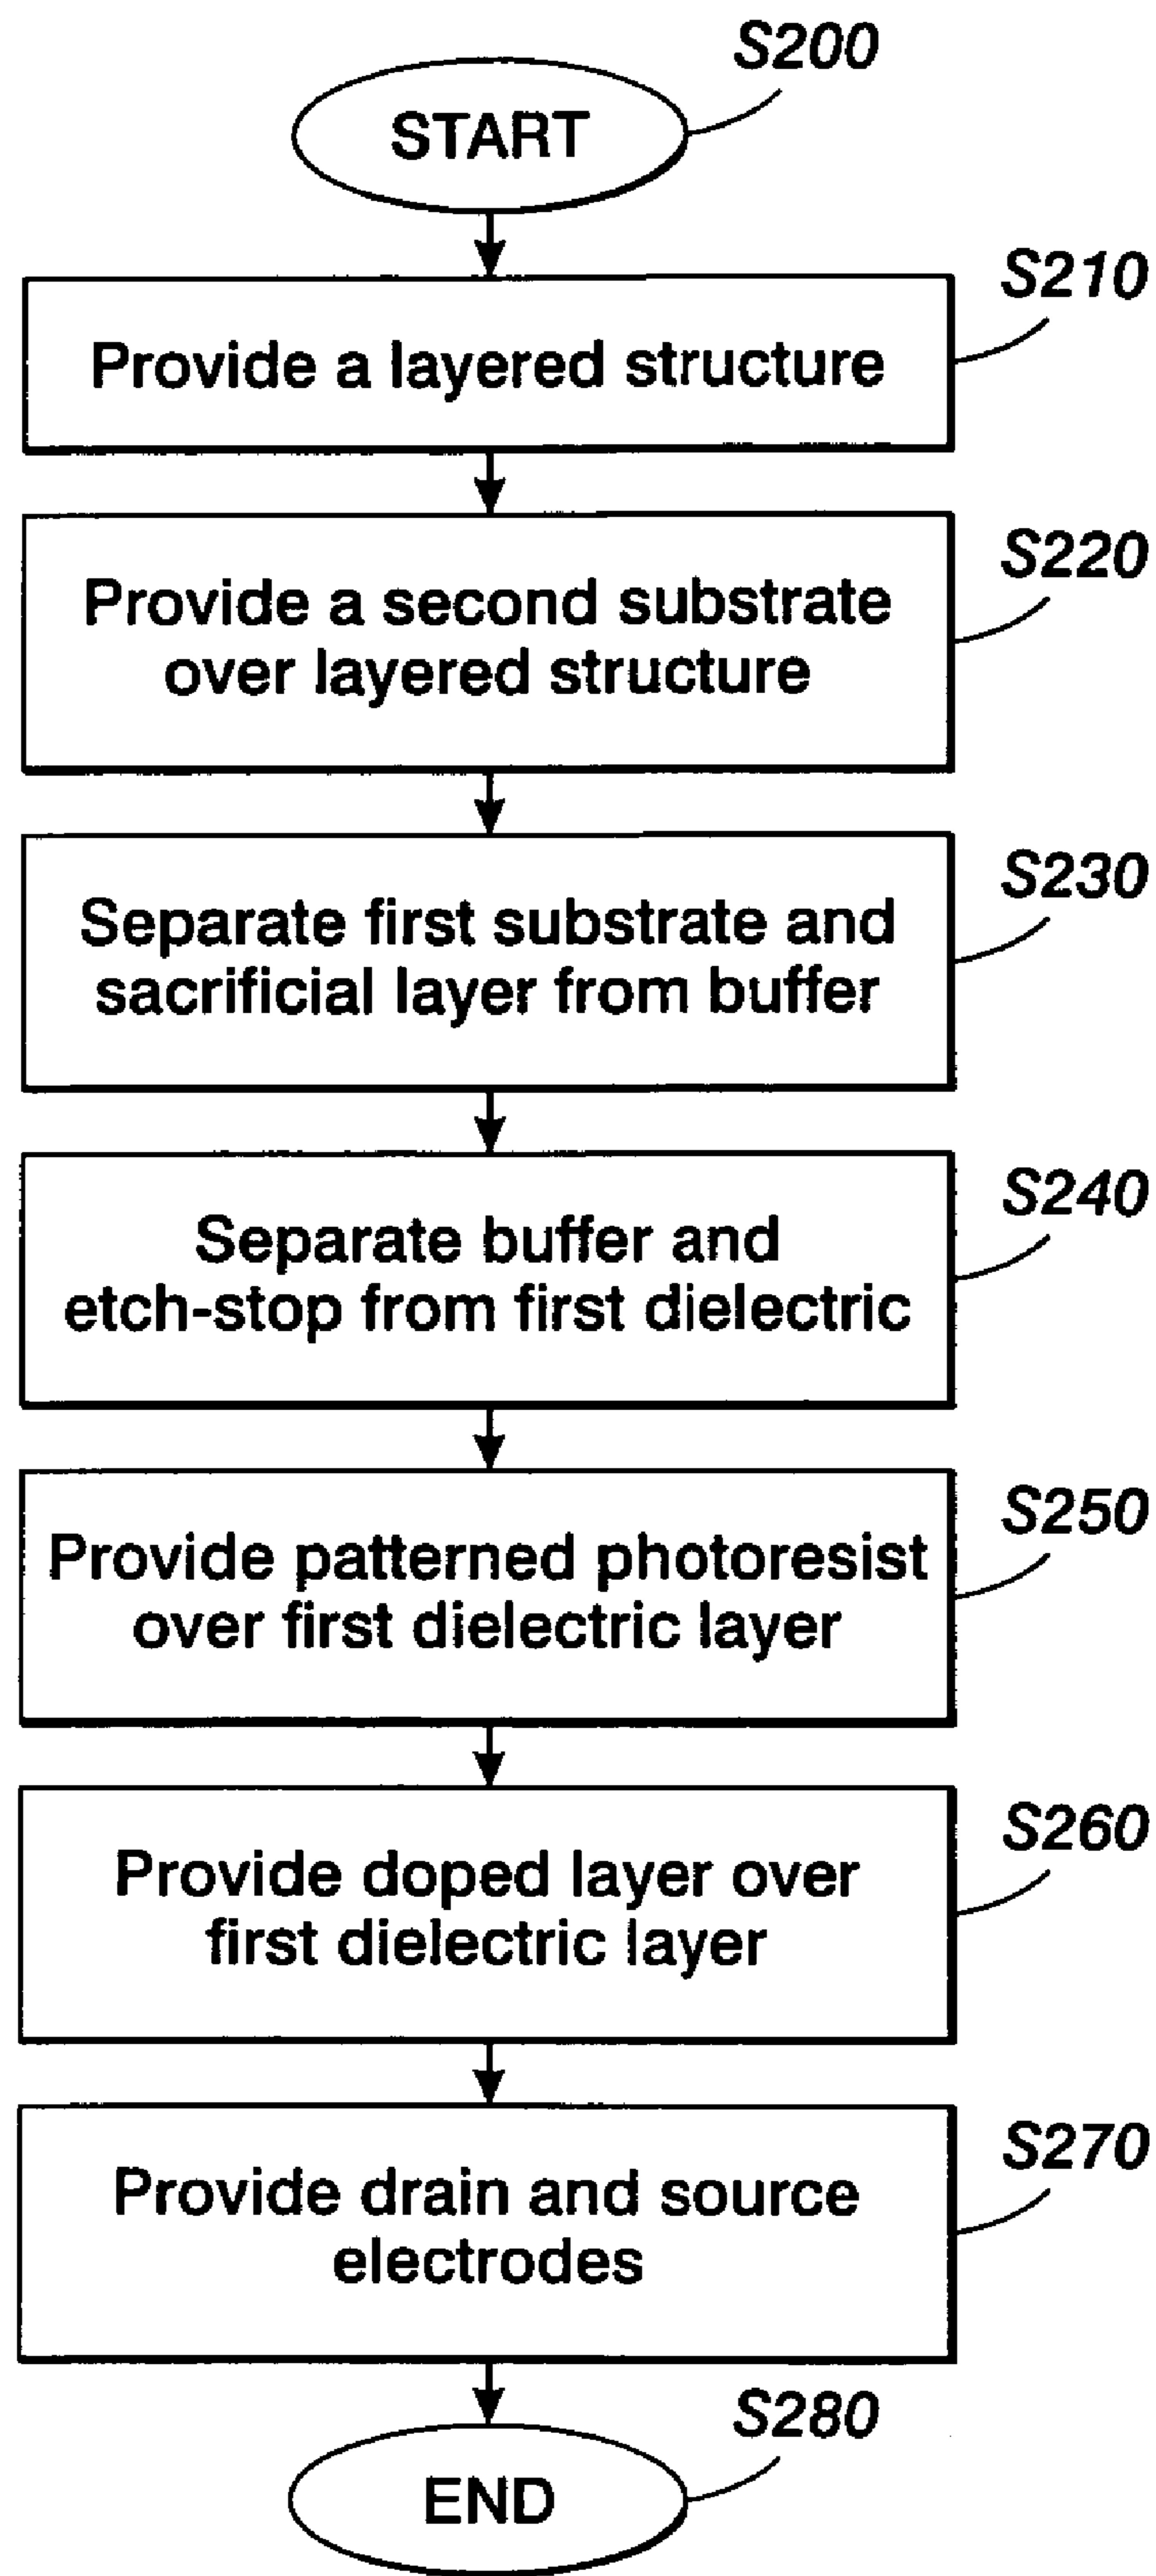 S200
START
S210
Provide a layered structure
S220
Provide a second substrate
over layered structure
S230
Separate first substrate and
sacrificial layer from buffer
S240
Separate buffer and
etch-stop from first dielectric
S250
Provide patterned photoresist
over first dielectric layer
S260
Provide doped layer over
first dielectric layer
S270
Provide drain and source
electrodes
S280
END